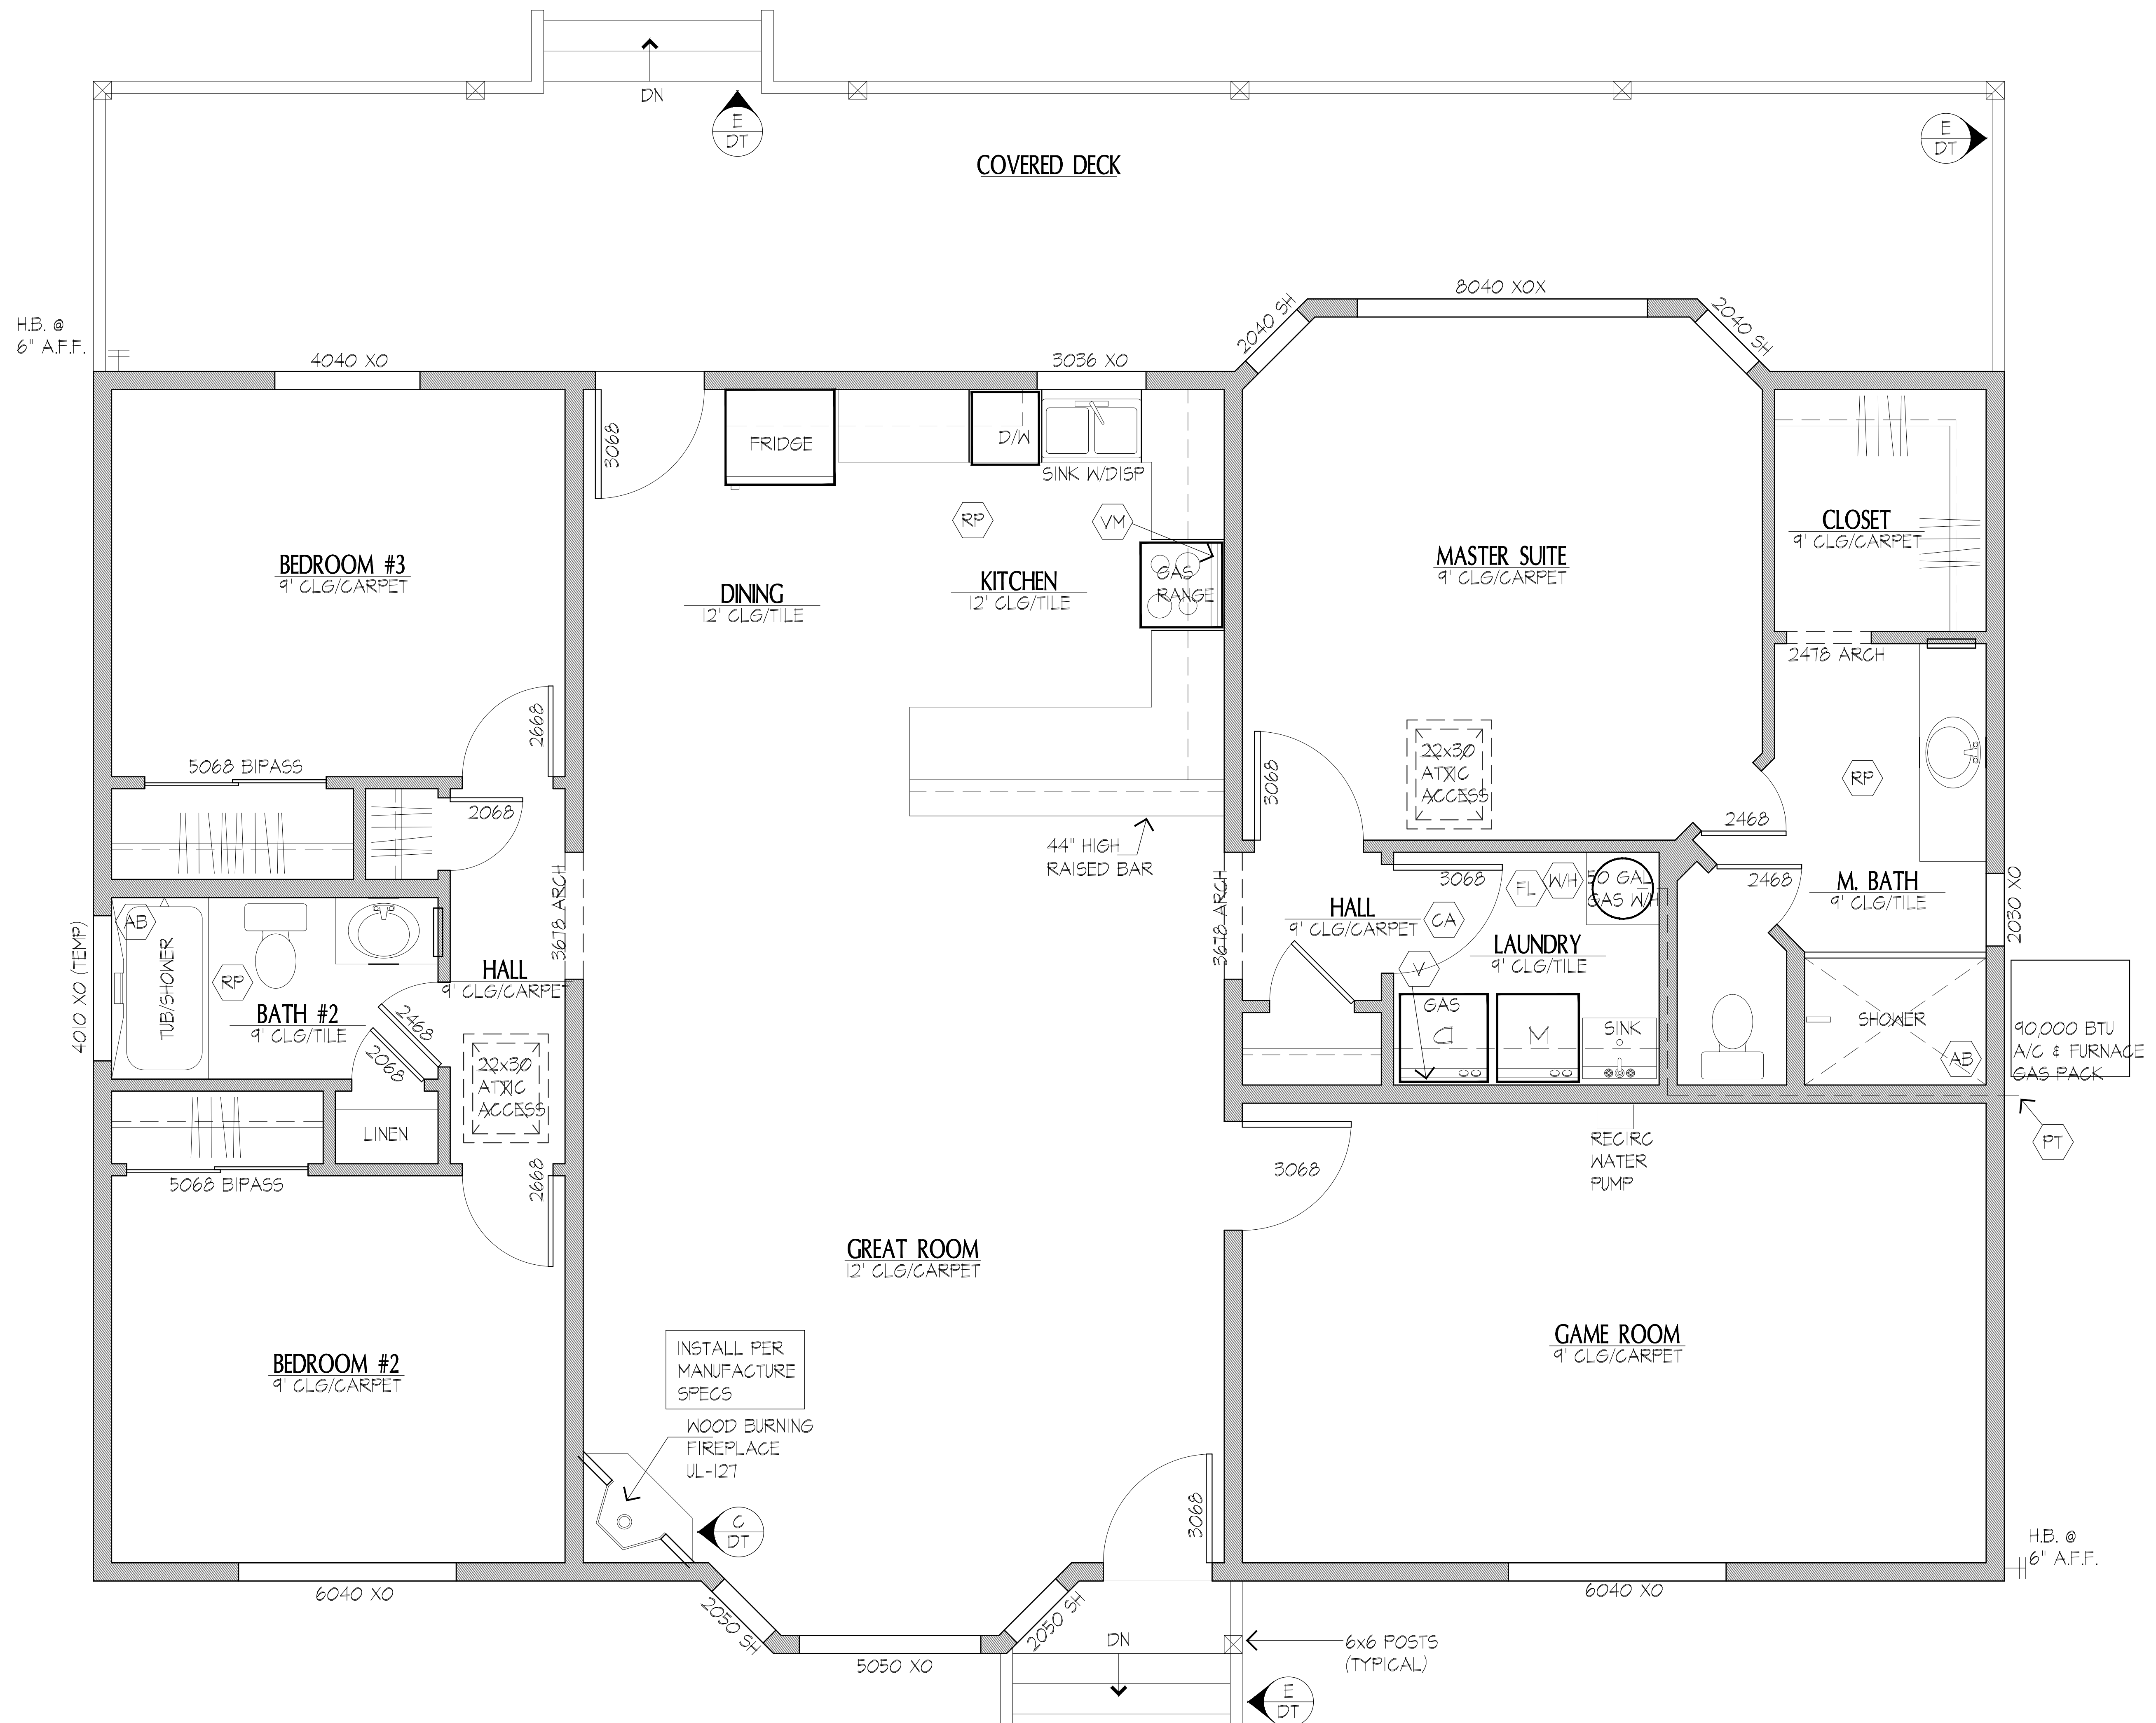 DN
E
DT
E
DT
COVERED DECK
8040 XOX
2040 SH
2040 SH
H.B. @
6" A.F.F.
4040 XO
3036 XO
3068
FRIDGE
D/W
SINK W/DISP
RP
VM
GAS
RANGE
BEDROOM #3
9' CLG/CARPET
DINING
12' CLG/TILE
KITCHEN
12' CLG/TILE
MASTER SUITE
9' CLG/CARPET
CLOSET
9' CLG/CARPET
2478 ARCH
2668
5068 BIPASS
2068
3068
22x30
ATTIC
ACCESS
RP
2468
44" HIGH
RAISED BAR
3678 ARCH
3678 ARCH
3068
FL
W/H
50 GAL
GAS W/H
2468
M. BATH
9' CLG/TILE
2030 XO
AB
4010 XO (TEMP)
TUB/SHOWER
RP
BATH #2
9' CLG/TILE
HALL
9' CLG/CARPET
2468
2068
HALL
9' CLG/CARPET
CA
V
LAUNDRY
9' CLG/TILE
GAS
D
M
SINK
SHOWER
AB
90,000 BTU
A/C & FURNACE
GAS PACK
PT
22x30
ATTIC
ACCESS
LINEN
5068 BIPASS
2668
3068
RECIRC
WATER
PUMP
GREAT ROOM
12' CLG/CARPET
GAME ROOM
9' CLG/CARPET
BEDROOM #2
9' CLG/CARPET
INSTALL PER
MANUFACTURE
SPECS
WOOD BURNING
FIREPLACE
UL-127
C
DT
3068
H.B. @
6" A.F.F.
6040 XO
2050 SH
5050 XO
2050 SH
6040 XO
DN
6x6 POSTS
(TYPICAL)
E
DT